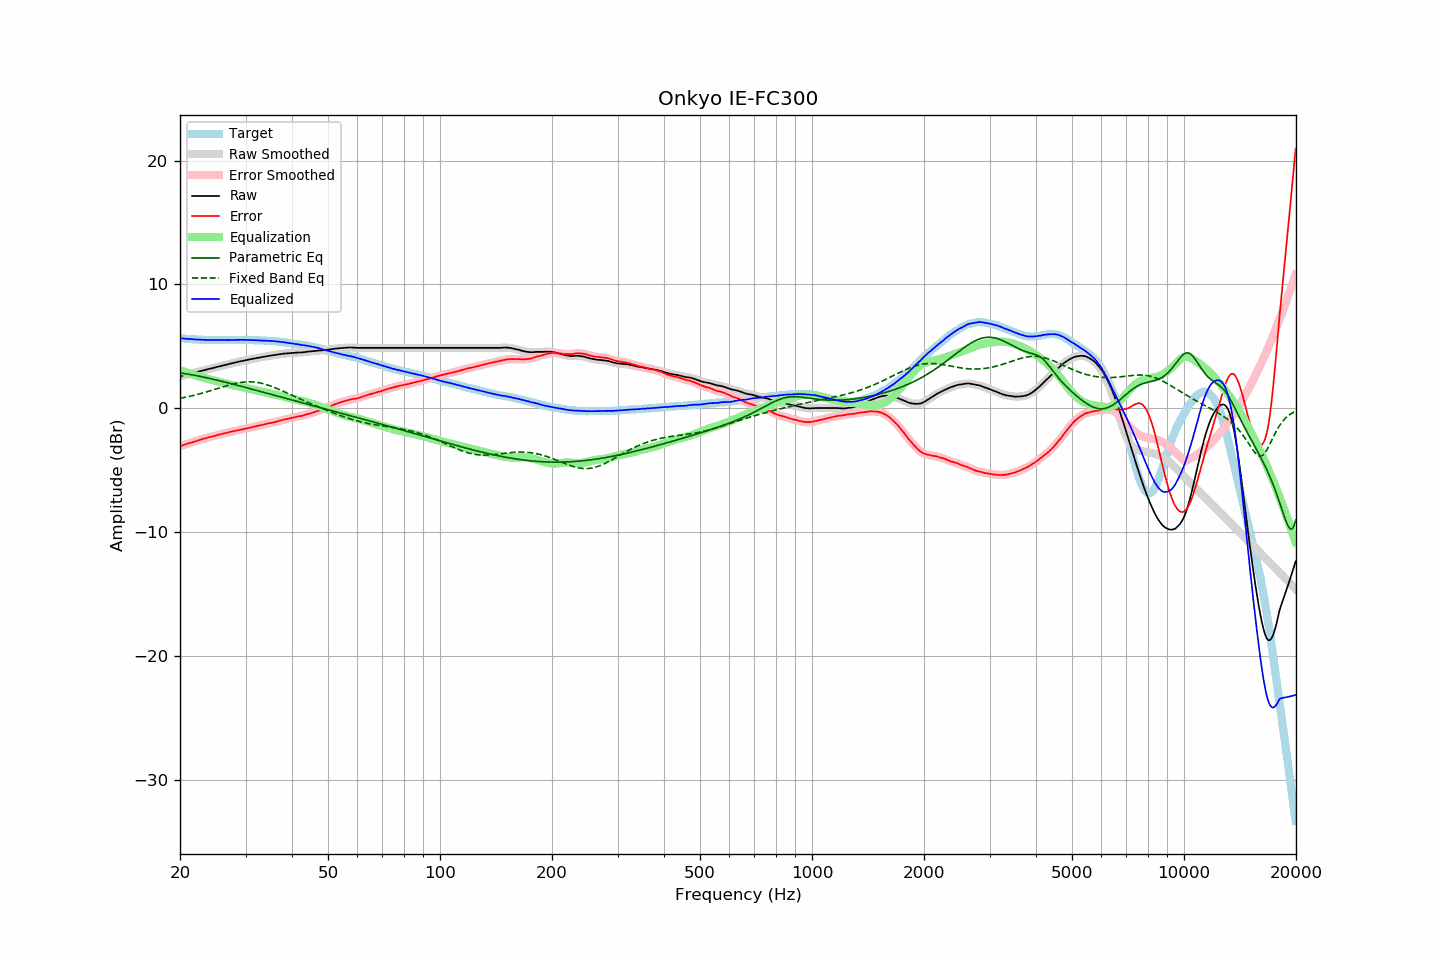 Onkyo IE-FC300
Target
Raw Smoothed
Error Smoothed
Raw
Error
Equalization
Parametric Eq
Fixed Band Eq
Equalized
20
10
0
−10
−20
−30
Amplitude (dBr)
20 50 100 200 500 1000 2000 5000 10000 20000
Frequency (Hz)